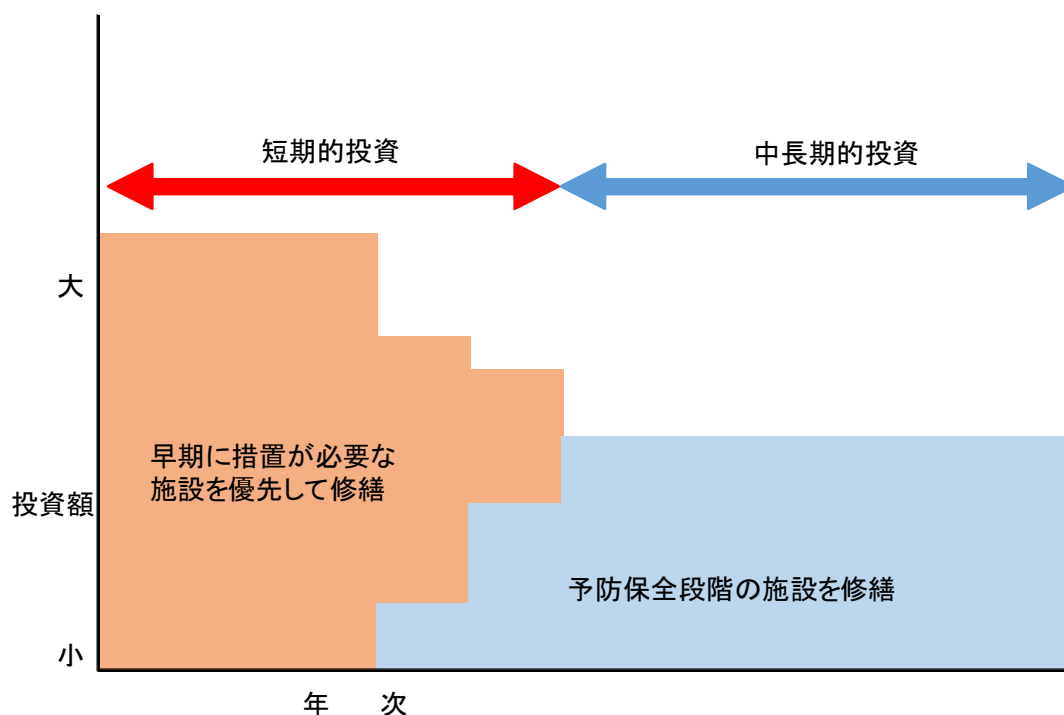 短期的投資
中長期的投資
大
早期に措置が必要な
施設を優先して修繕
投資額
予防保全段階の施設を修繕
小
年　次